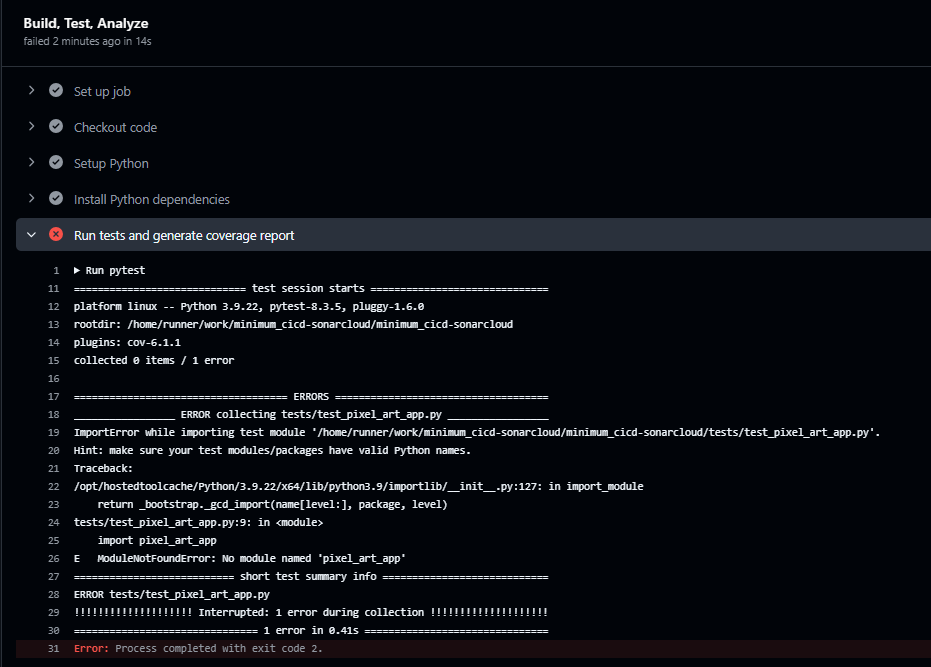 Build, Test, Analyze
failed 2 minutes ago in 14s
Set up job
Checkout code
Setup Python
Install Python dependencies
Run tests and generate coverage report
1 ▶ Run pytest
11 ============================= test session starts ==============================
12 platform linux -- Python 3.9.22, pytest-8.3.5, pluggy-1.6.0
13 rootdir: /home/runner/work/minimum_cicd-sonarcloud/minimum_cicd-sonarcloud
14 plugins: cov-6.1.1
15 collected 0 items / 1 error
16
17 ==================================== ERRORS ====================================
18 _________________ ERROR collecting tests/test_pixel_art_app.py _________________
19 ImportError while importing test module '/home/runner/work/minimum_cicd-sonarcloud/minimum_cicd-sonarcloud/tests/test_pixel_art_app.py'.
20 Hint: make sure your test modules/packages have valid Python names.
21 Traceback:
22 /opt/hostedtoolcache/Python/3.9.22/x64/lib/python3.9/importlib/__init__.py:127: in import_module
23     return _bootstrap._gcd_import(name[level:], package, level)
24 tests/test_pixel_art_app.py:9: in <module>
25     import pixel_art_app
26 E   ModuleNotFoundError: No module named 'pixel_art_app'
27 =========================== short test summary info ============================
28 ERROR tests/test_pixel_art_app.py
29 !!!!!!!!!!!!!!!!!!!! Interrupted: 1 error during collection !!!!!!!!!!!!!!!!!!!!
30 =============================== 1 error in 0.41s ===============================
31 Error: Process completed with exit code 2.